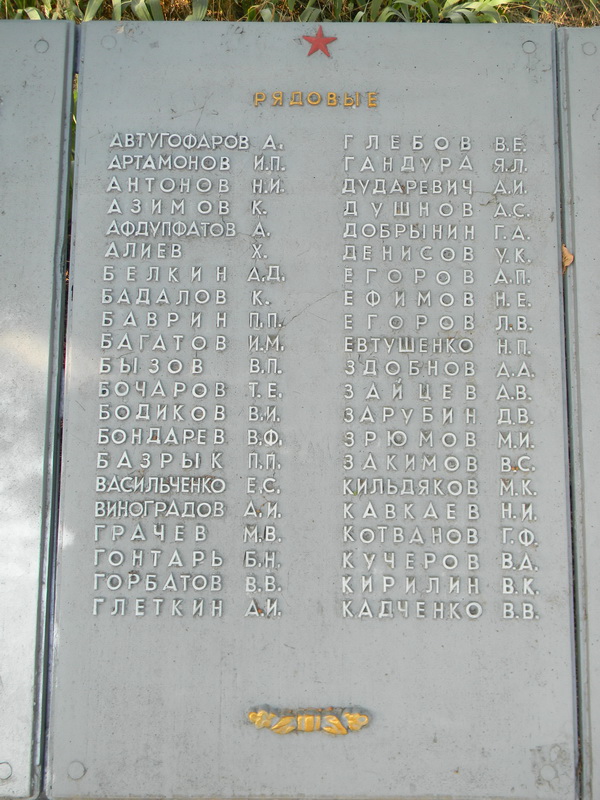 РЯДОВЫЕ
АВТУГОФАРОВ А.
АРТАМОНОВ И.П.
АНТОНОВ Н.И.
АЗИМОВ К.
АФДУПФАТОВ А.
АЛИЕВ Х.
БЕЛКИН А.Д.
БАДАЛОВ К.
БАВРИН П.П.
БАГАТОВ И.М.
БЫЗОВ В.П.
БОЧАРОВ Т.Е.
БОДИКОВ В.И.
БОНДАРЕВ В.Ф.
БАЗРЫК П.П.
ВАСИЛЬЧЕНКО Е.С.
ВИНОГРАДОВ А.И.
ГРАЧЕВ М.В.
ГОНТАРЬ Б.Н.
ГОРБАТОВ В.В.
ГЛЕТКИН А.И.
ГЛЕБОВ В.Е.
ГАНДУРА Я.Л.
ДУДАРЕВИЧ А.И.
ДУШНОВ А.С.
ДОБРЫНИН Г.А.
ДЕНИСОВ У.К.
ЕГОРОВ А.П.
ЕФИМОВ Н.Е.
ЕГОРОВ Л.В.
ЕВТУШЕНКО Н.П.
ЗДОБНОВ А.А.
ЗАЙЦЕВ А.В.
ЗАРУБИН Д.В.
ЗРЮМОВ М.И.
ЗАКИМОВ В.С.
КИЛЬДЯКОВ М.К.
КАВКАЕВ Н.И.
КОТВАНОВ Г.Ф.
КУЧЕРОВ В.А.
КИРИЛИН В.К.
КАДЧЕНКО В.В.